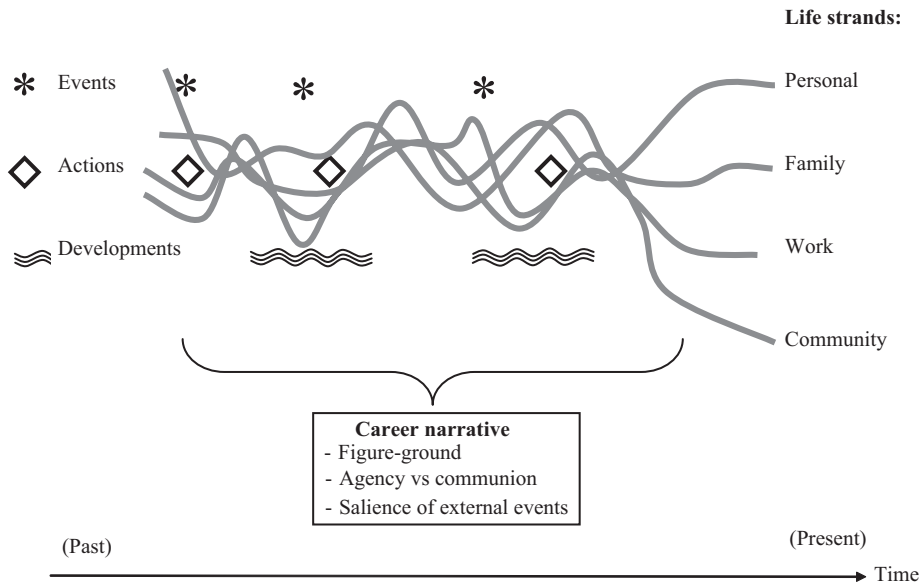 Life strands:
Events
Personal
Actions
Family
Developments
Work
Community
Career narrative
- Figure-ground
- Agency vs communion
- Salience of external events
(Past)
(Present)
Time